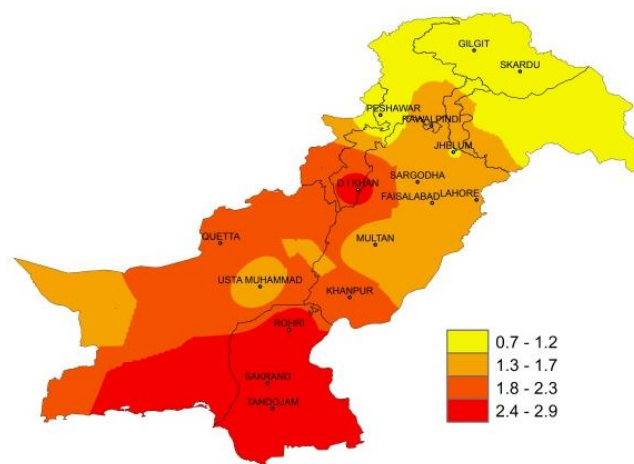 GILGIT
SKARDU
PESHAWAR
RAWALPINDI
JHELUM
SARGODHA
D.I KHAN
FAISALABAD
LAHORE
QUETTA
MULTAN
USTA MUHAMMAD
KHANPUR
ROHRI
SAKRAND
TANDOJAM
0.7 - 1.2
1.3 - 1.7
1.8 - 2.3
2.4 - 2.9